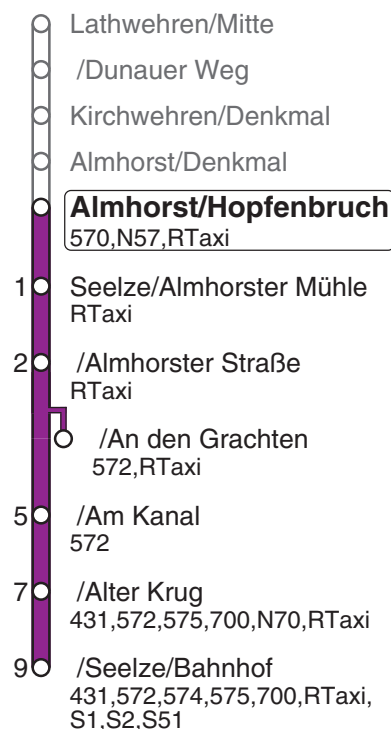 Lathwehren/Mitte
/Dunauer Weg
Kirchwehren/Denkmal
Almhorst/Denkmal
Almhorst/Hopfenbruch
570,N57,RTaxi
1 Seelze/Almhorster Mühle
RTaxi
2 /Almhorster Straße
RTaxi
/An den Grachten
572,RTaxi
5 /Am Kanal
572
7 /Alter Krug
431,572,575,700,N70,RTaxi
9 /Seelze/Bahnhof
431,572,574,575,700,RTaxi,
S1,S2,S51